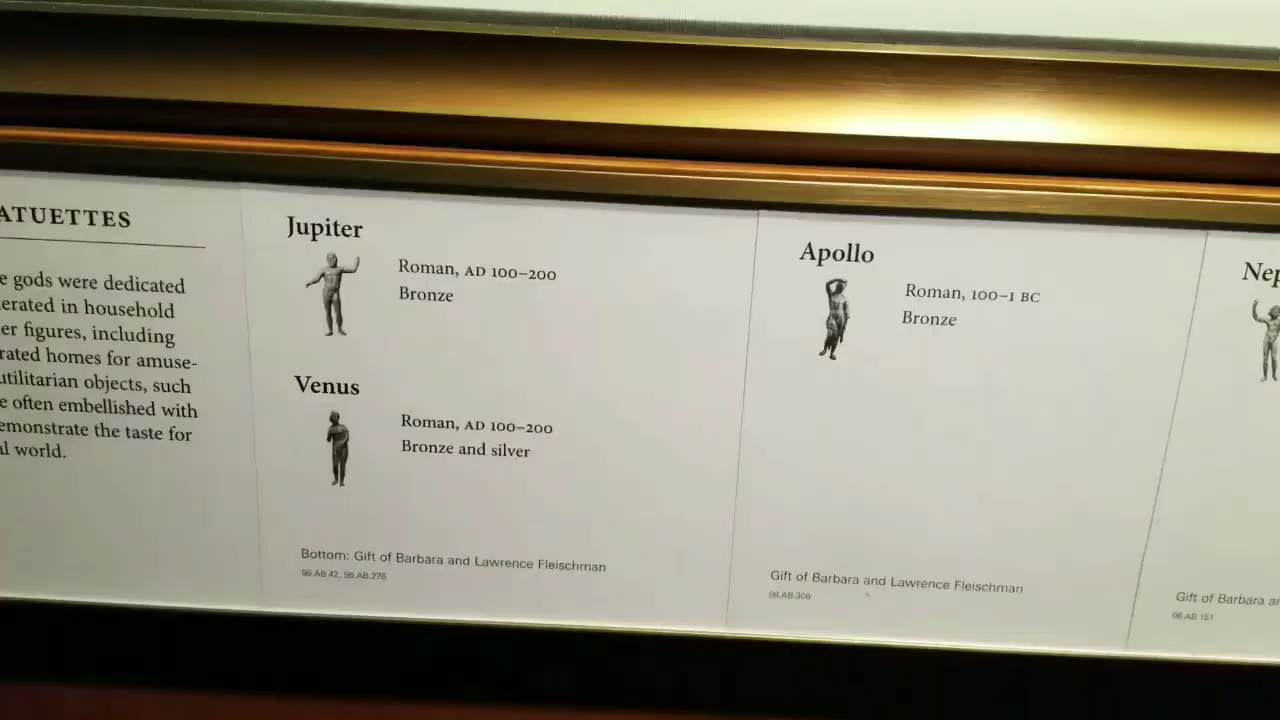 ATUETTES
e gods were dedicated
erated in household
er figures, including
rated homes for amuse-
utilitarian objects, such
e often embellished with
emonstrate the taste for
al world.
Jupiter
Roman, AD 100–200
Bronze
Venus
Roman, AD 100–200
Bronze and silver
Bottom: Gift of Barbara and Lawrence Fleischman
96.AB.42, 96.AB.276
Apollo
Roman, 100–1 BC
Bronze
Gift of Barbara and Lawrence Fleischman
96.AB.306
Nep
Gift of Barbara an
96.AB.151